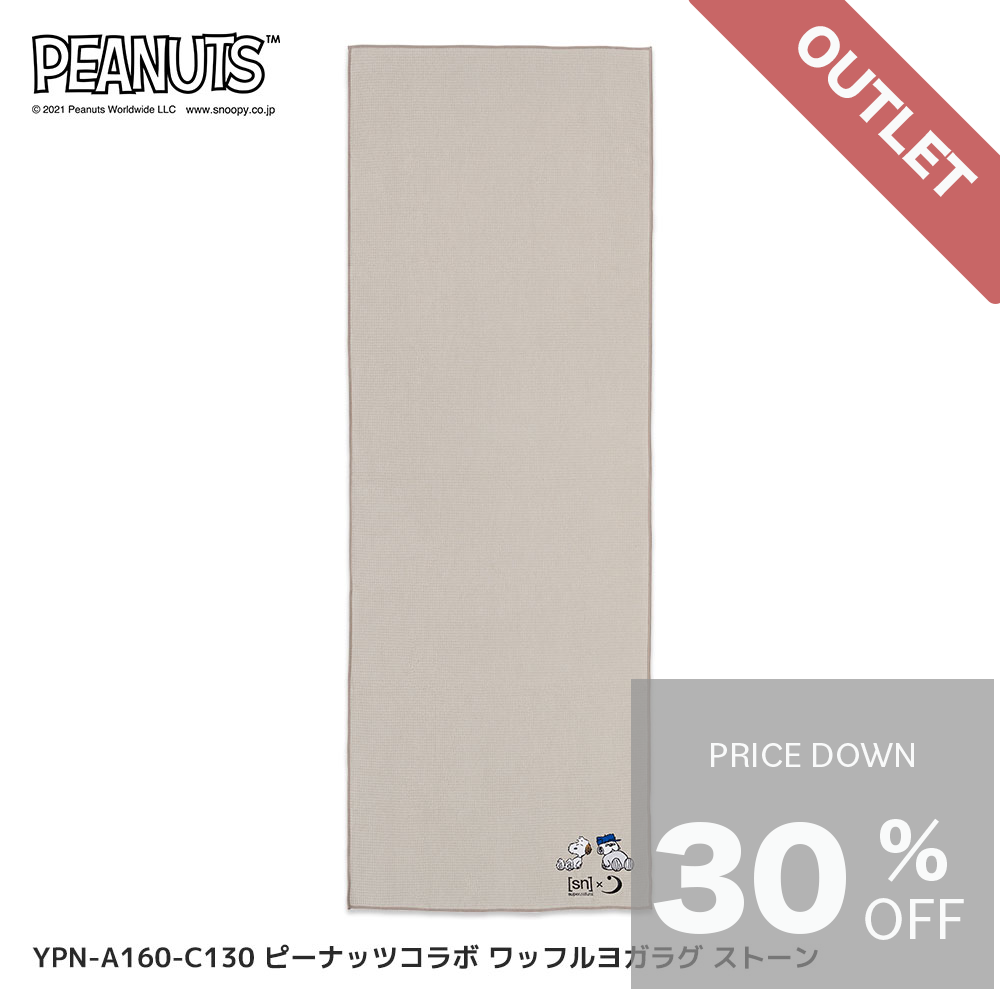 PEANUTS™
© 2021 Peanuts Worldwide LLC www.snoopy.co.jp
OUTLET
PRICE DOWN
30%
OFF
[sn] ×
super.natural
YPN-A160-C130 ピーナッツコラボ ワッフルヨガラグ ストーン